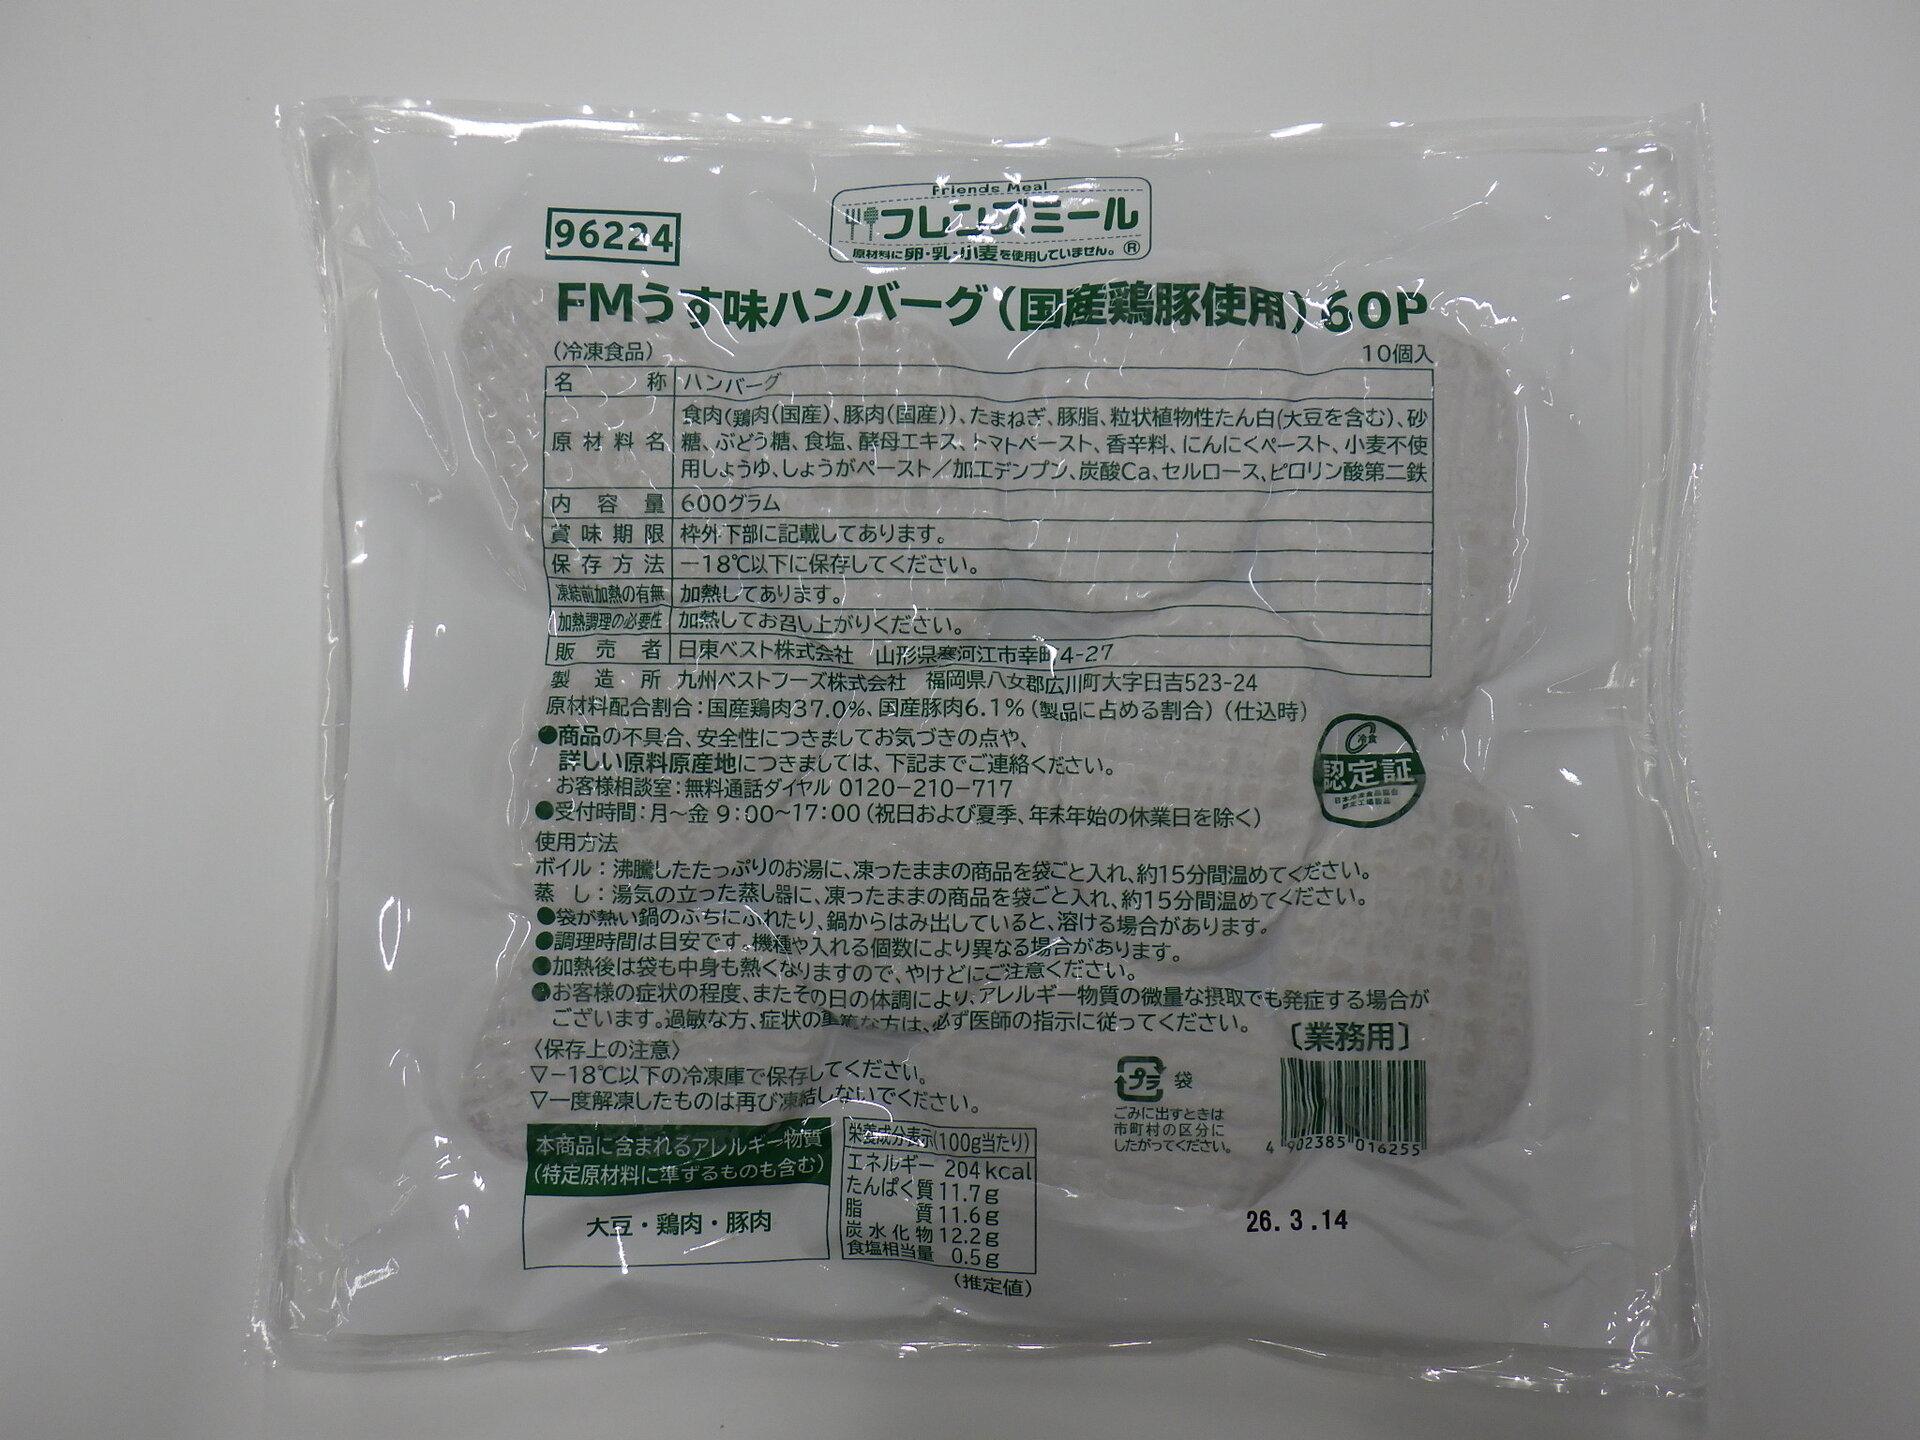 96224
Friends Meal
フレンズミール
原材料に卵・乳・小麦を使用していません。®
FMうす味ハンバーグ(国産鶏豚使用)60P
(冷凍食品)
10個入
名称 ハンバーグ
原材料名 食肉(鶏肉(国産)、豚肉(国産))、たまねぎ、豚脂、粒状植物性たん白(大豆を含む)、砂
糖、ぶどう糖、食塩、酵母エキス、トマトペースト、香辛料、にんにくペースト、小麦不使
用しょうゆ、しょうがペースト/加工デンプン、炭酸Ca、セルロース、ピロリン酸第二鉄
内容量 600グラム
賞味期限 枠外下部に記載してあります。
保存方法 −18℃以下に保存してください。
凍結前加熱の有無 加熱してあります。
加熱調理の必要性 加熱してお召し上がりください。
販売者 日東ベスト株式会社 山形県寒河江市幸町4-27
製造所 九州ベストフーズ株式会社 福岡県八女郡広川町大字日吉523-24
原材料配合割合:国産鶏肉37.0%、国産豚肉6.1%(製品に占める割合)(仕込時)
●商品の不具合、安全性につきましてお気づきの点や、
詳しい原料原産地につきましては、下記までご連絡ください。
お客様相談室:無料通話ダイヤル 0120−210−717
●受付時間:月〜金 9:00〜17:00(祝日および夏季、年末年始の休業日を除く)
冷食
認定証
日本冷凍食品協会
認定工場製品
使用方法
ボイル:沸騰したたっぷりのお湯に、凍ったままの商品を袋ごと入れ、約15分間温めてください。
蒸し:湯気の立った蒸し器に、凍ったままの商品を袋ごと入れ、約15分間温めてください。
●袋が熱い鍋のふちにふれたり、鍋からはみ出していると、溶ける場合があります。
●調理時間は目安です。機種や入れる個数により異なる場合があります。
●加熱後は袋も中身も熱くなりますので、やけどにご注意ください。
●お客様の症状の程度、またその日の体調により、アレルギー物質の微量な摂取でも発症する場合が
ございます。過敏な方、症状の重篤な方は、必ず医師の指示に従ってください。
〔業務用〕
〈保存上の注意〉
▽−18℃以下の冷凍庫で保存してください。
▽一度解凍したものは再び凍結しないでください。
プラ 袋
ごみに出すときは
市町村の区分に
したがってください。
4 902385 016255
本商品に含まれるアレルギー物質
(特定原材料に準ずるものも含む)
大豆・鶏肉・豚肉
栄養成分表示(100g当たり)
エネルギー 204kcal
たんぱく質 11.7g
脂質 11.6g
炭水化物 12.2g
食塩相当量 0.5g
(推定値)
26.3.14